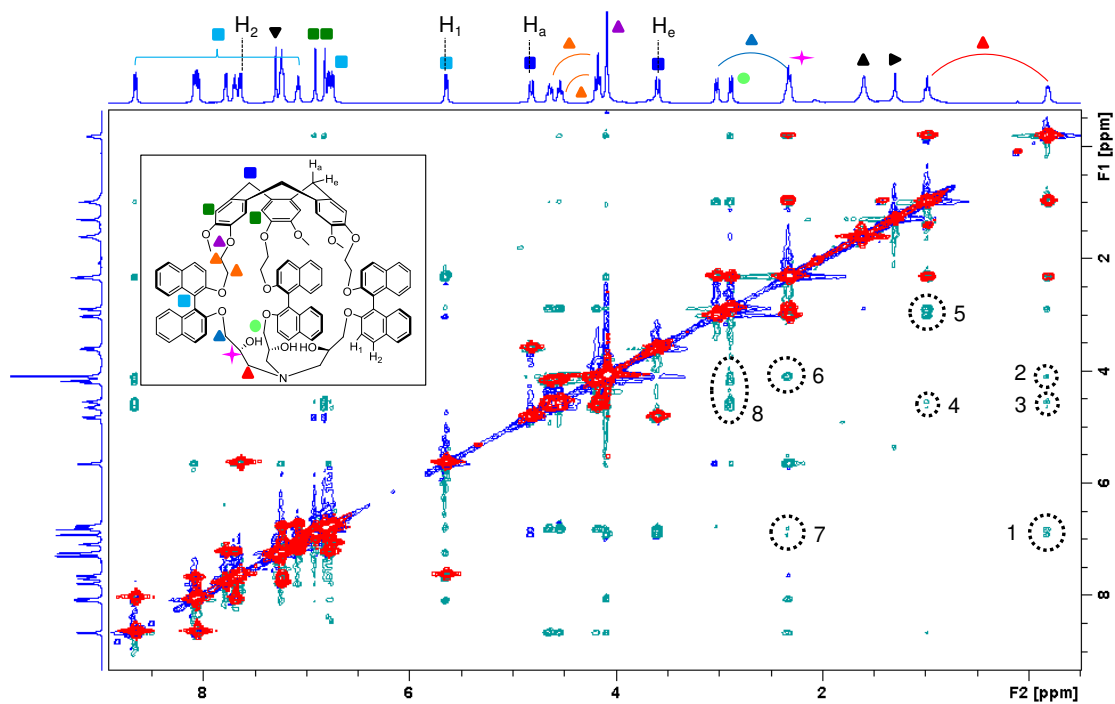 H2 H1 Ha He
Ha
He
O O O O O O
O O O O
O O
OH OH HO
H1
H2
N
5
6 2
8 4 3
7 1
2
4
6
8
F1 [ppm]
8 6 4 2 F2 [ppm]